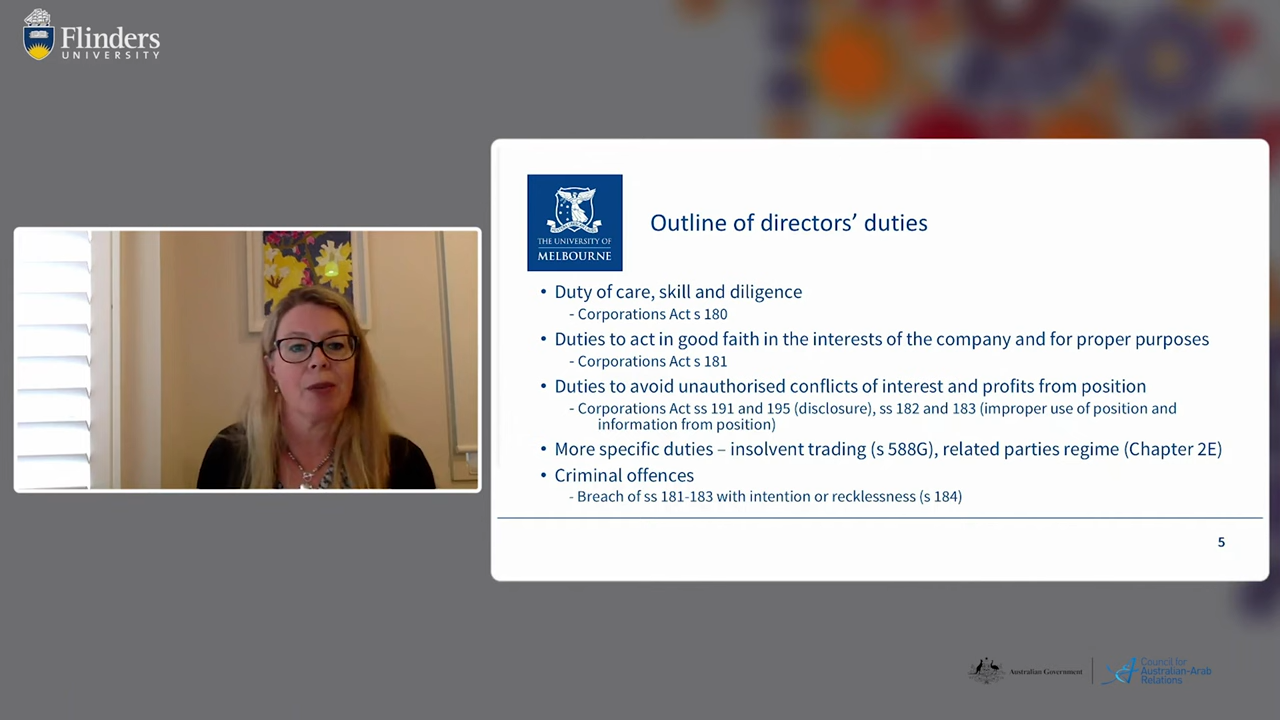 Flinders
UNIVERSITY
THE UNIVERSITY OF
MELBOURNE
Outline of directors’ duties
• Duty of care, skill and diligence
- Corporations Act s 180
• Duties to act in good faith in the interests of the company and for proper purposes
- Corporations Act s 181
• Duties to avoid unauthorised conflicts of interest and profits from position
- Corporations Act ss 191 and 195 (disclosure), ss 182 and 183 (improper use of position and
information from position)
• More specific duties – insolvent trading (s 588G), related parties regime (Chapter 2E)
• Criminal offences
- Breach of ss 181-183 with intention or recklessness (s 184)
5
Australian Government
Council for
Australian-Arab
Relations